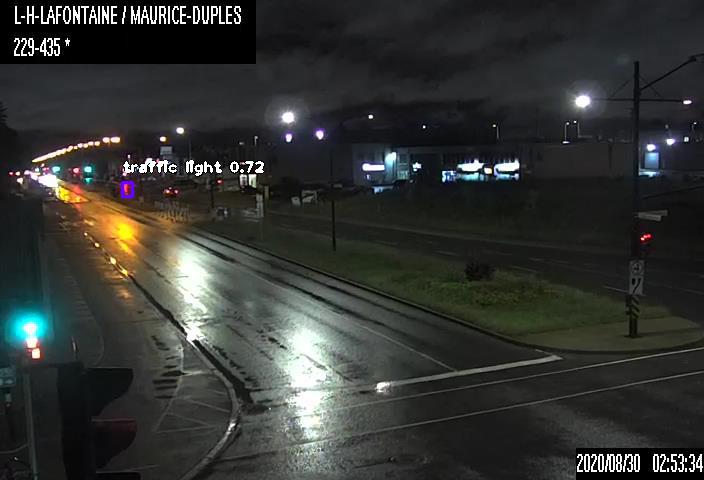 L-H-LAFONTAINE / MAURICE-DUPLES
229-435 *
traffic light 0.72
2020/08/30 02:53:34